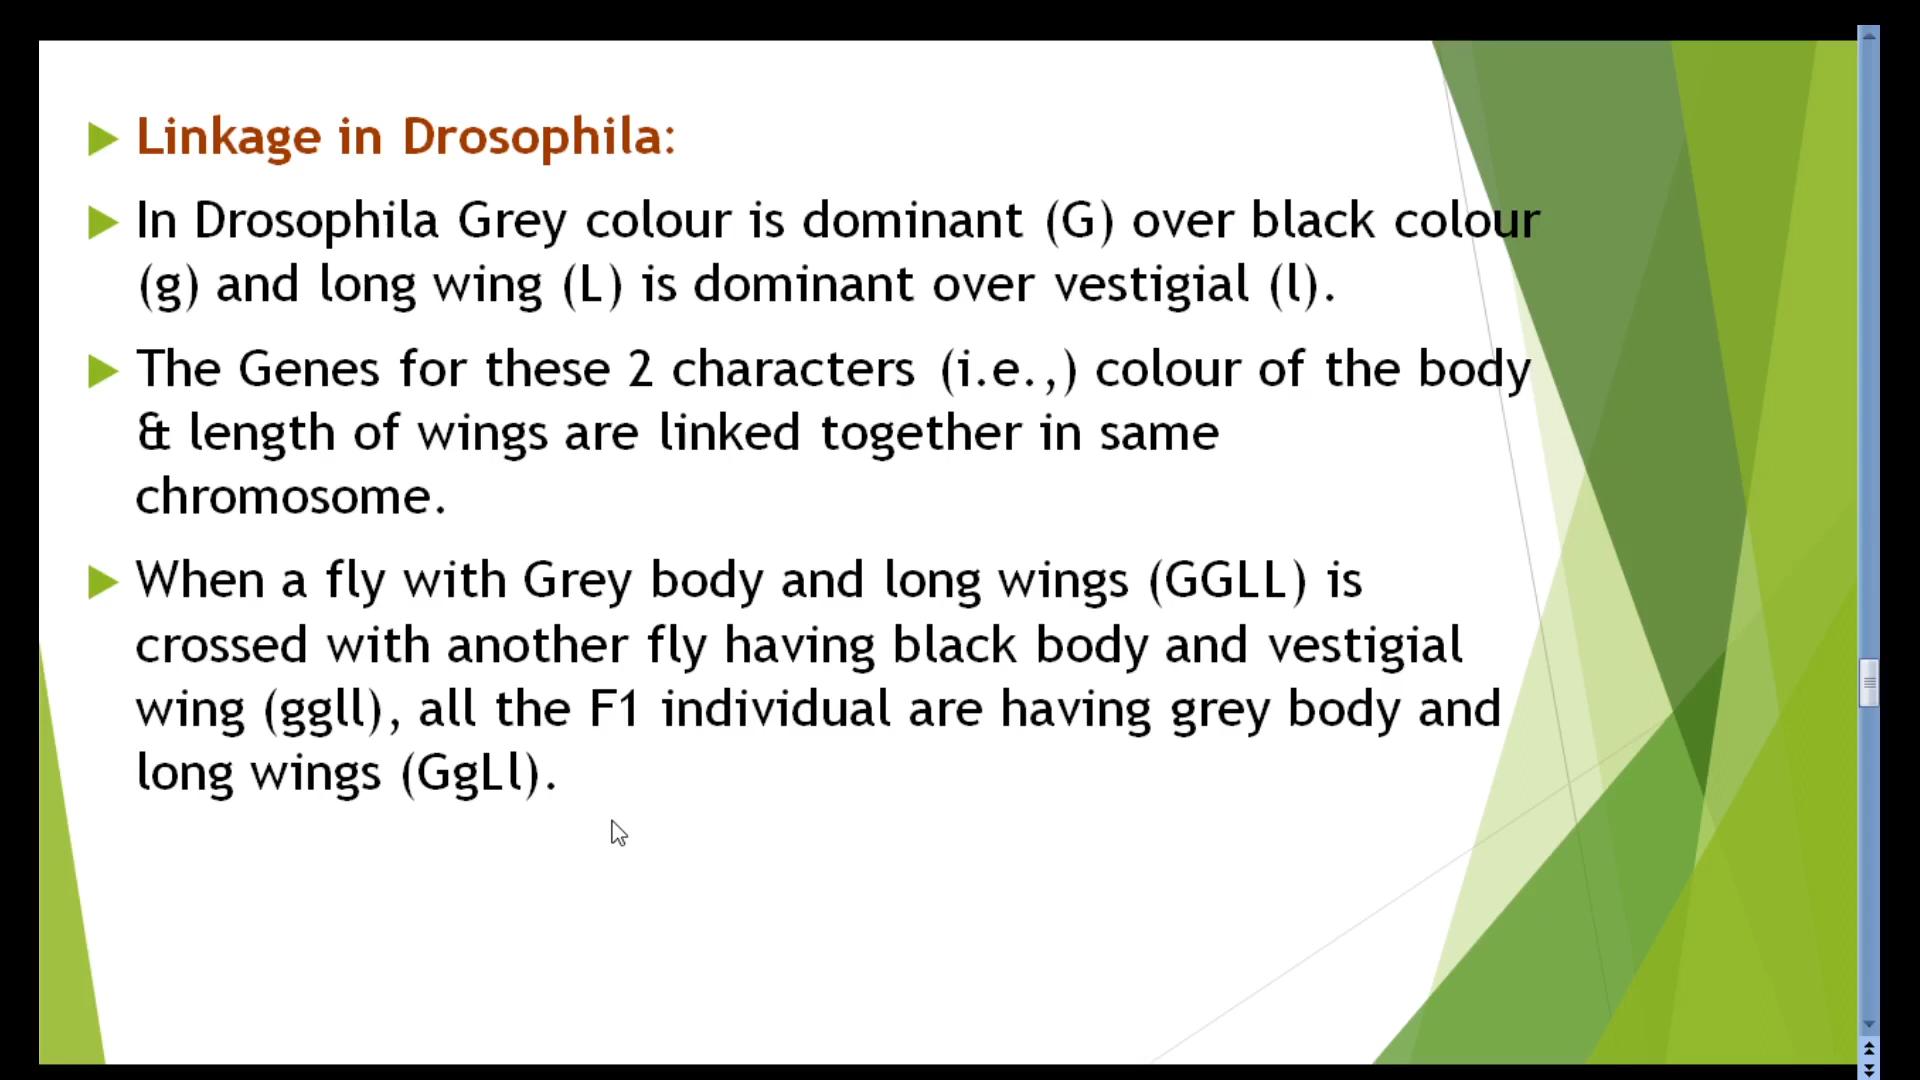 Linkage in Drosophila:
In Drosophila Grey colour is dominant (G) over black colour
(g) and long wing (L) is dominant over vestigial (l).
The Genes for these 2 characters (i.e.,) colour of the body
& length of wings are linked together in same
chromosome.
When a fly with Grey body and long wings (GGLL) is
crossed with another fly having black body and vestigial
wing (ggll), all the F1 individual are having grey body and
long wings (GgLl).